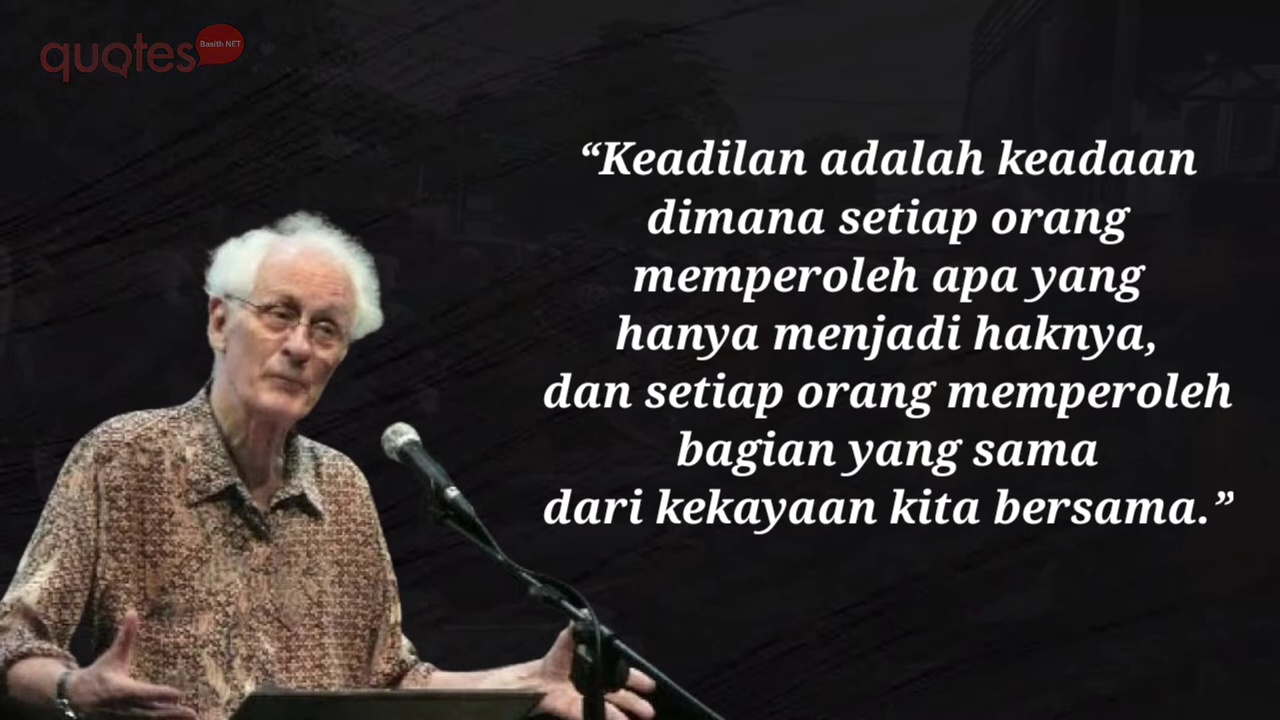 quotes
Basith NET
“Keadilan adalah keadaan
dimana setiap orang
memperoleh apa yang
hanya menjadi haknya,
dan setiap orang memperoleh
bagian yang sama
dari kekayaan kita bersama.”